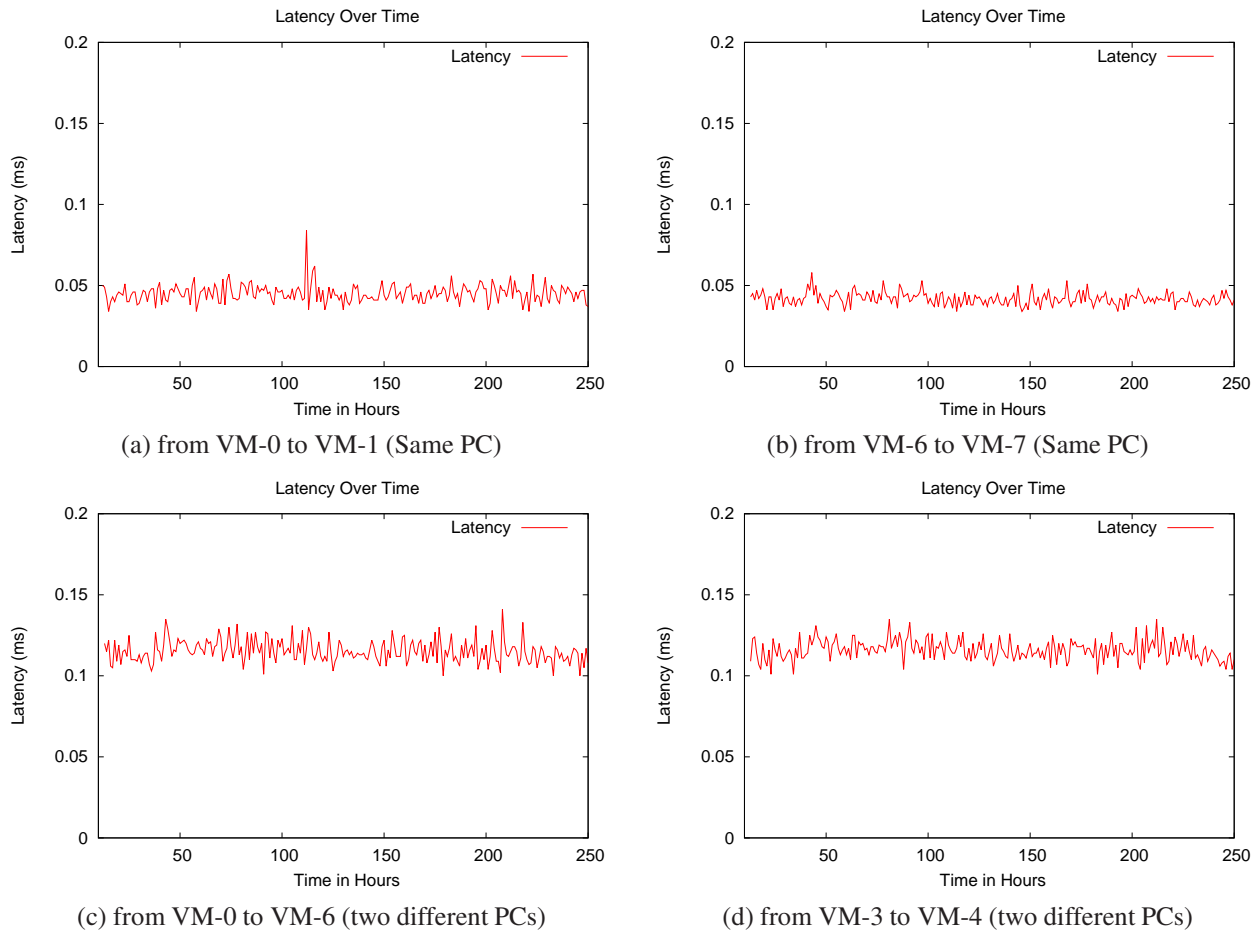 Latency Over Time
0.2
Latency
0.15
Latency (ms)
0.1
0.05
0
50 100 150 200 250
Time in Hours
(a) from VM-0 to VM-1 (Same PC)
Latency Over Time
0.2
Latency
0.15
Latency (ms)
0.1
0.05
0
50 100 150 200 250
Time in Hours
(b) from VM-6 to VM-7 (Same PC)
Latency Over Time
0.2
Latency
0.15
Latency (ms)
0.1
0.05
0
50 100 150 200 250
Time in Hours
(c) from VM-0 to VM-6 (two different PCs)
Latency Over Time
0.2
Latency
0.15
Latency (ms)
0.1
0.05
0
50 100 150 200 250
Time in Hours
(d) from VM-3 to VM-4 (two different PCs)